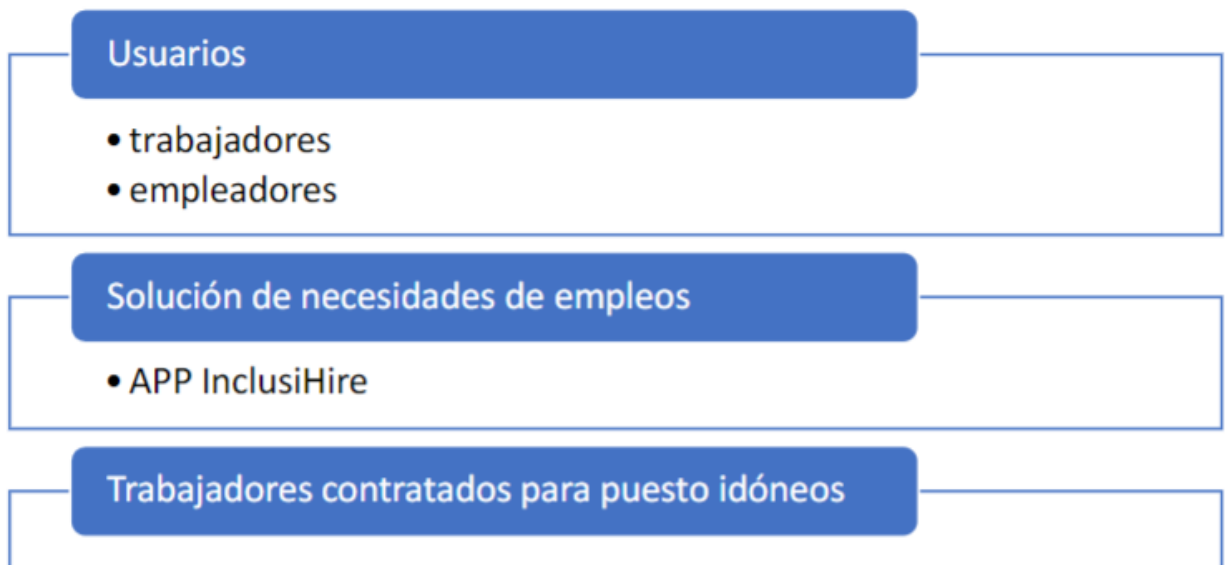 Usuarios
• trabajadores
• empleadores
Solución de necesidades de empleos
• APP InclusiHire
Trabajadores contratados para puesto idóneos